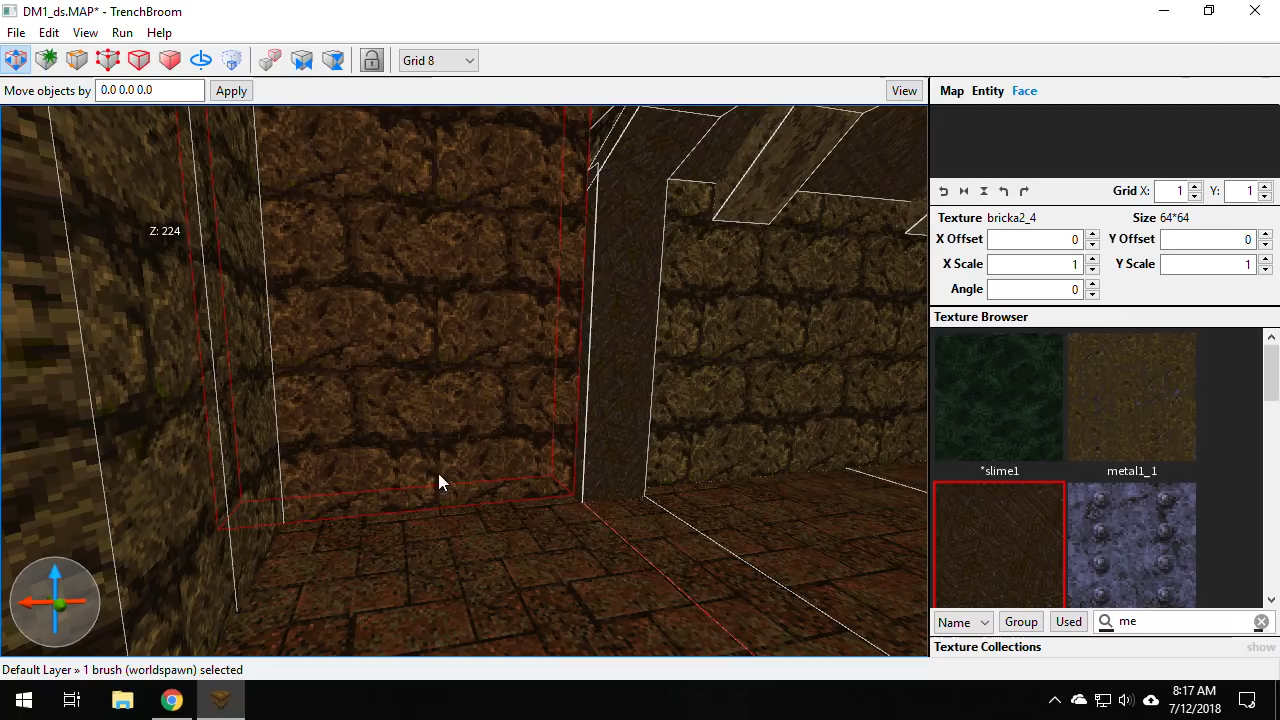 DM1_ds.MAP* - TrenchBroom
File Edit View Run Help
Grid 8
Move objects by 0.0 0.0 0.0 Apply View
Map Entity Face
Z: 224
Grid X: 1 Y: 1
Texture bricka2_4 Size 64*64
X Offset 0 Y Offset 0
X Scale 1 Y Scale 1
Angle 0
Texture Browser
*slime1 metal1_1
Name Group Used me
Texture Collections show
Default Layer » 1 brush (worldspawn) selected
8:17 AM
7/12/2018